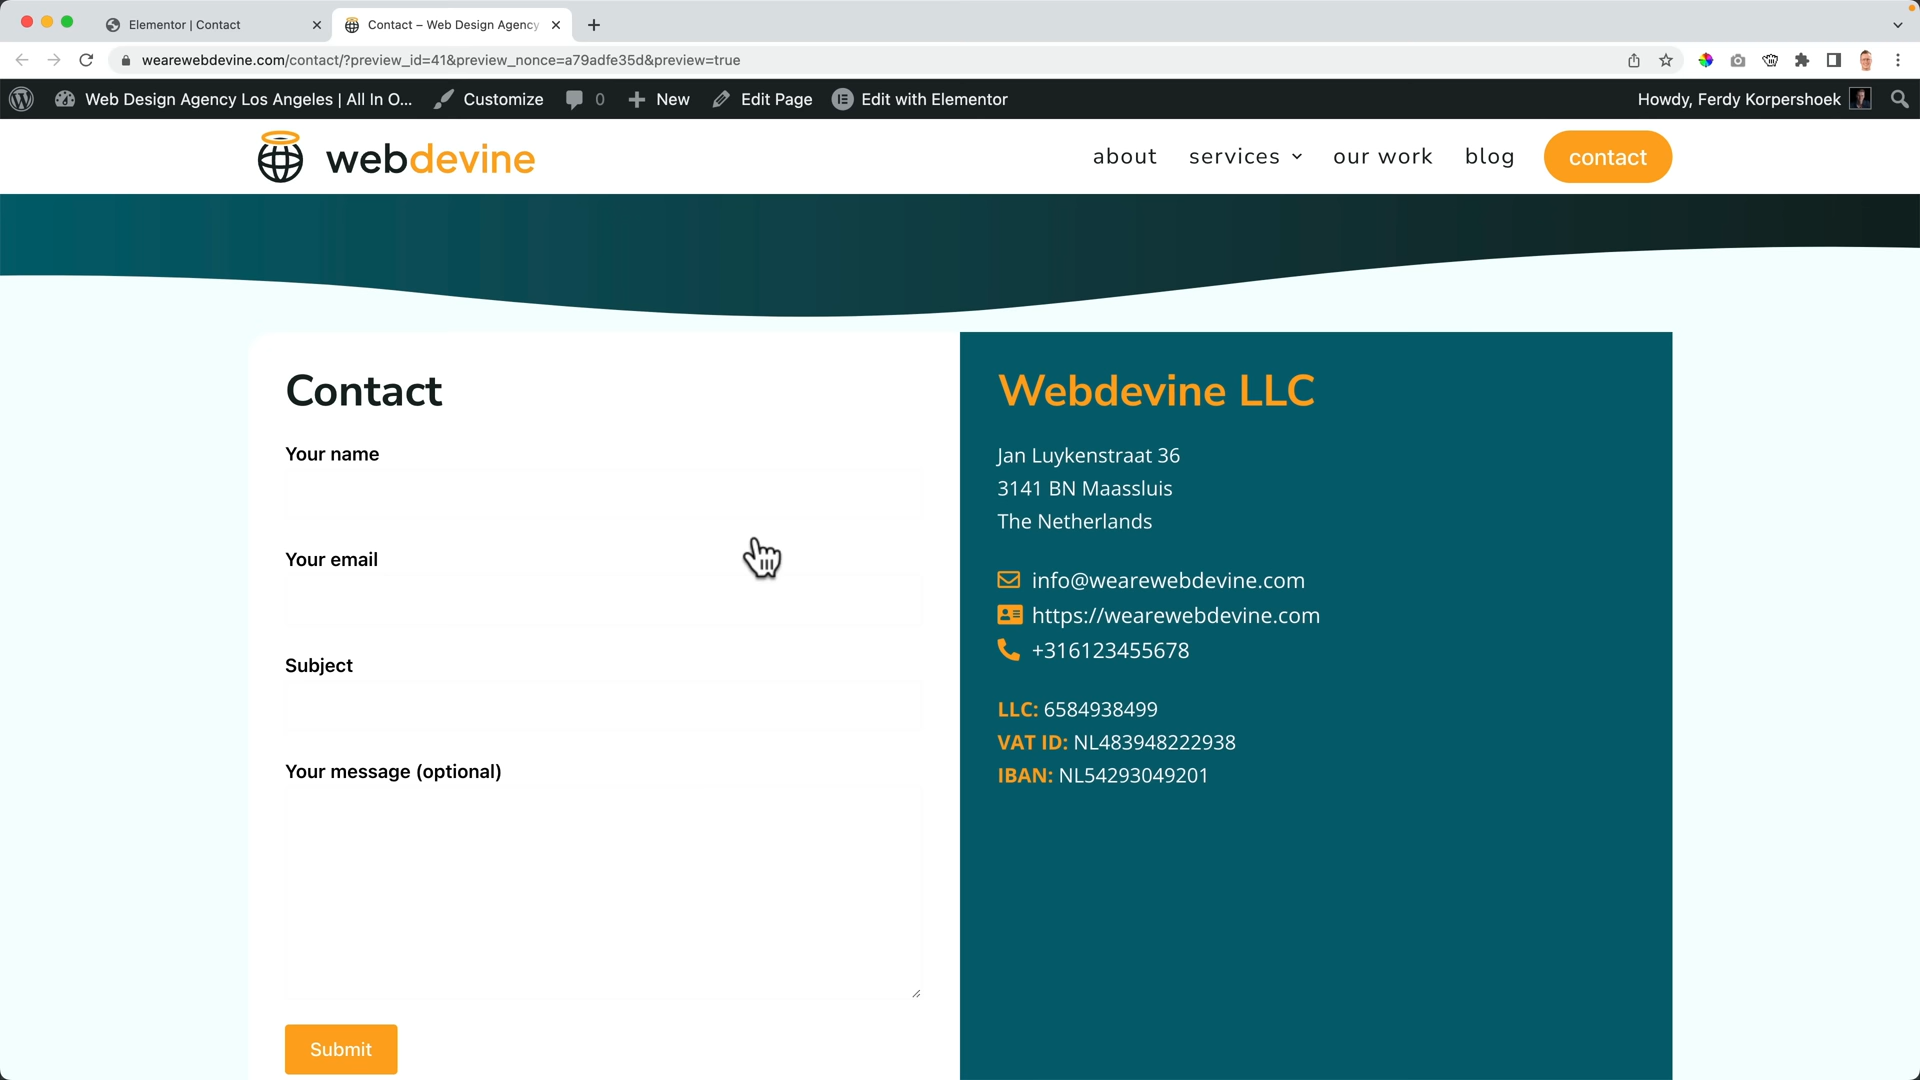 Elementor | Contact
Contact – Web Design Agency
wearewebdevine.com/contact/?preview_id=41&preview_nonce=a79adfe35d&preview=true
Web Design Agency Los Angeles | All In O... Customize 0 New Edit Page Edit with Elementor Howdy, Ferdy Korpershoek
webdevine about services our work blog contact
Contact
Your name
Your email
Subject
Your message (optional)
Submit
Webdevine LLC
Jan Luykenstraat 36
3141 BN Maassluis
The Netherlands
info@wearewebdevine.com
https://wearewebdevine.com
+316123455678
LLC: 6584938499
VAT ID: NL483948222938
IBAN: NL54293049201